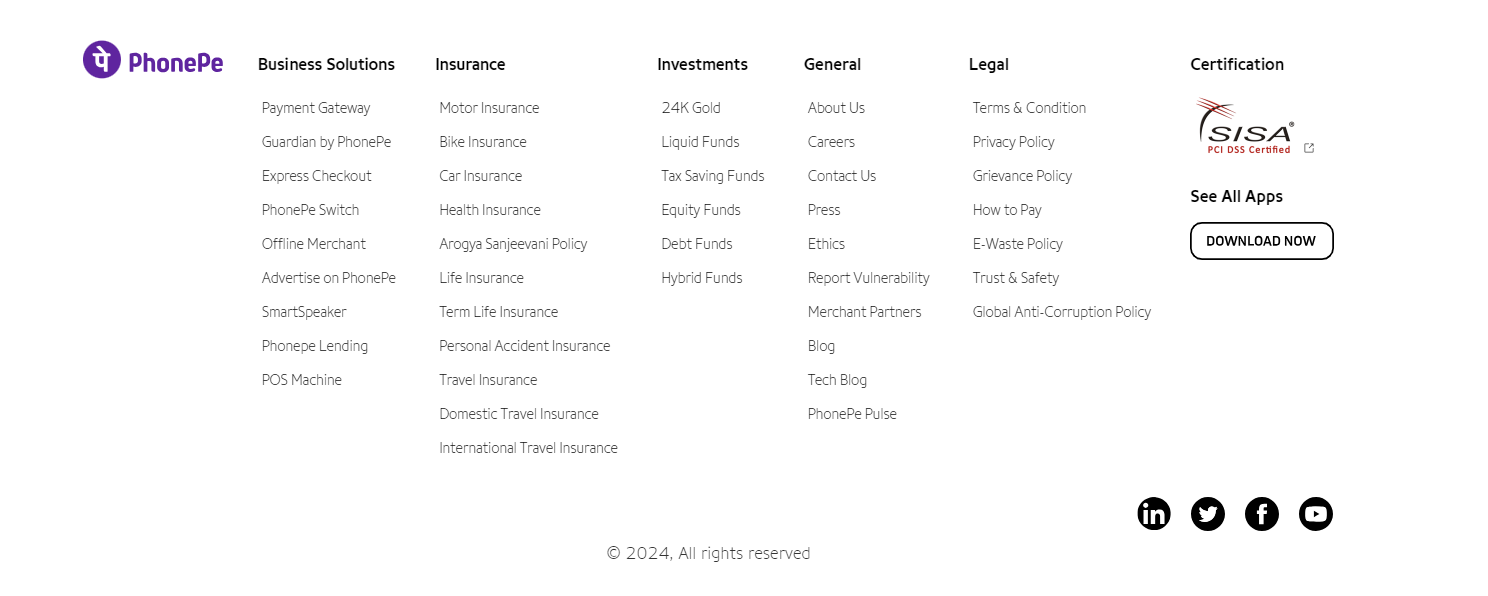 पे PhonePe
Business Solutions
Payment Gateway
Guardian by PhonePe
Express Checkout
PhonePe Switch
Offline Merchant
Advertise on PhonePe
SmartSpeaker
Phonepe Lending
POS Machine
Insurance
Motor Insurance
Bike Insurance
Car Insurance
Health Insurance
Arogya Sanjeevani Policy
Life Insurance
Term Life Insurance
Personal Accident Insurance
Travel Insurance
Domestic Travel Insurance
International Travel Insurance
Investments
24K Gold
Liquid Funds
Tax Saving Funds
Equity Funds
Debt Funds
Hybrid Funds
General
About Us
Careers
Contact Us
Press
Ethics
Report Vulnerability
Merchant Partners
Blog
Tech Blog
PhonePe Pulse
Legal
Terms & Condition
Privacy Policy
Grievance Policy
How to Pay
E-Waste Policy
Trust & Safety
Global Anti-Corruption Policy
Certification
SISA®
PCI DSS Certified
See All Apps
DOWNLOAD NOW
in f
© 2024, All rights reserved